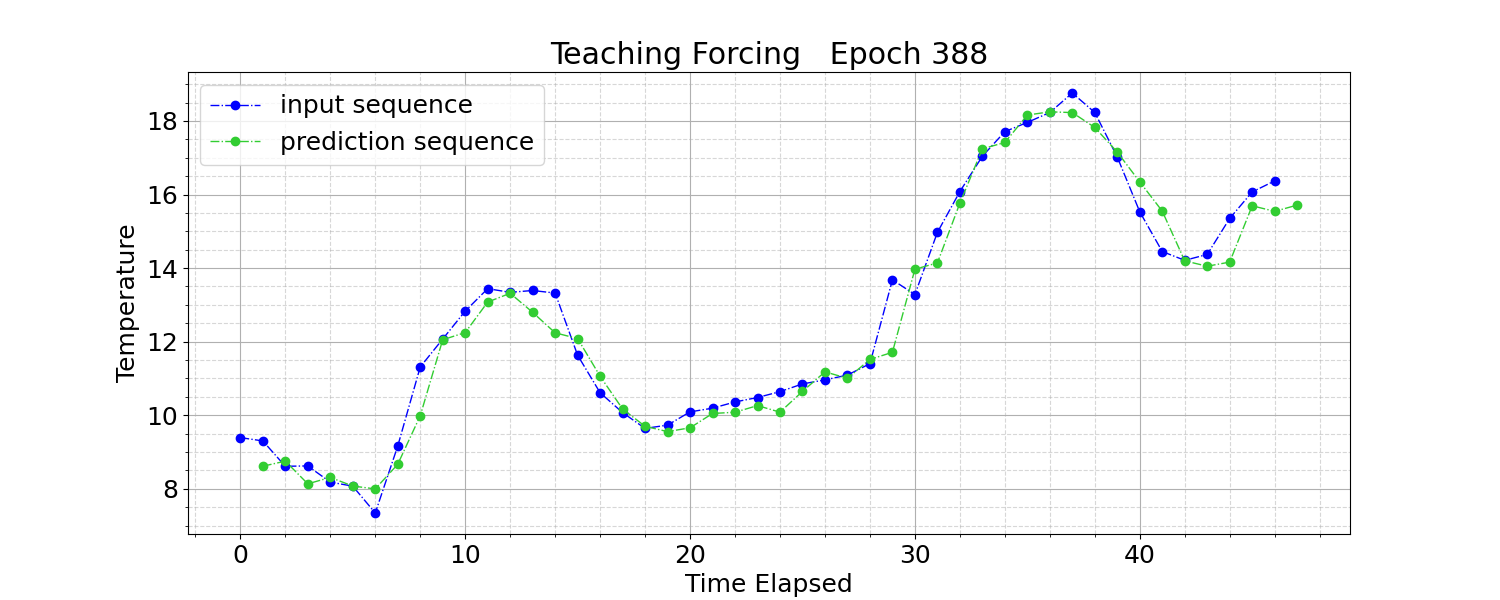 Teaching Forcing   Epoch 388
input sequence
prediction sequence
18
16
14
12
10
8
Temperature
0 10 20 30 40
Time Elapsed